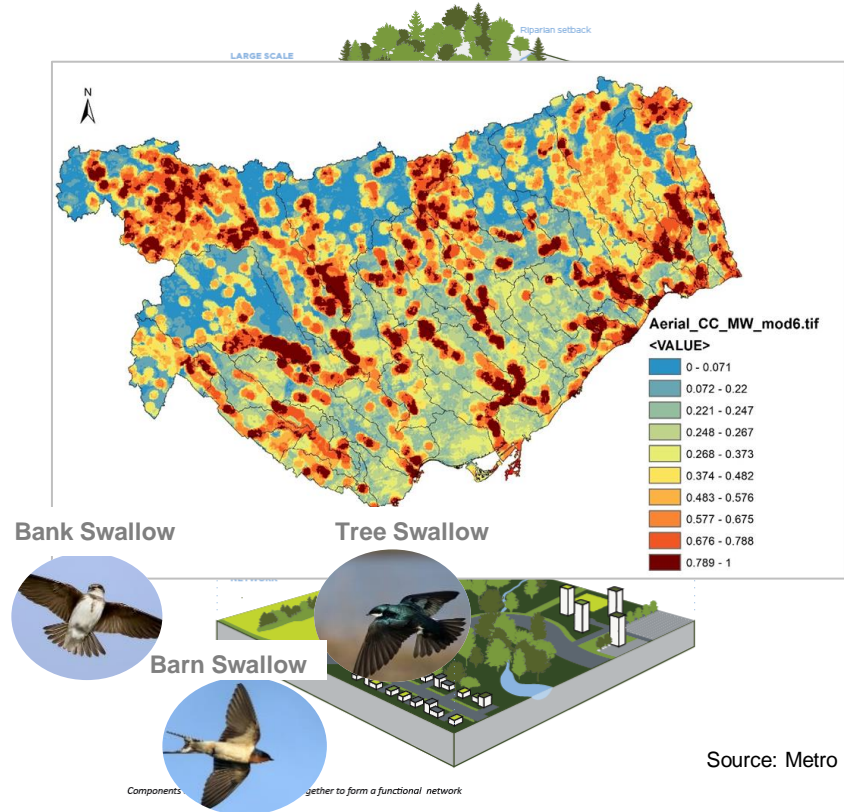 Riparian setback
LARGE SCALE
N
Aerial_CC_MW_mod6.tif
<VALUE>
0 - 0.071
0.072 - 0.22
0.221 - 0.247
0.248 - 0.267
0.268 - 0.373
0.374 - 0.482
0.483 - 0.576
0.577 - 0.675
0.676 - 0.788
0.789 - 1
Bank Swallow
Tree Swallow
NETWORK
Barn Swallow
Source: Metro
Components
gether to form a functional network